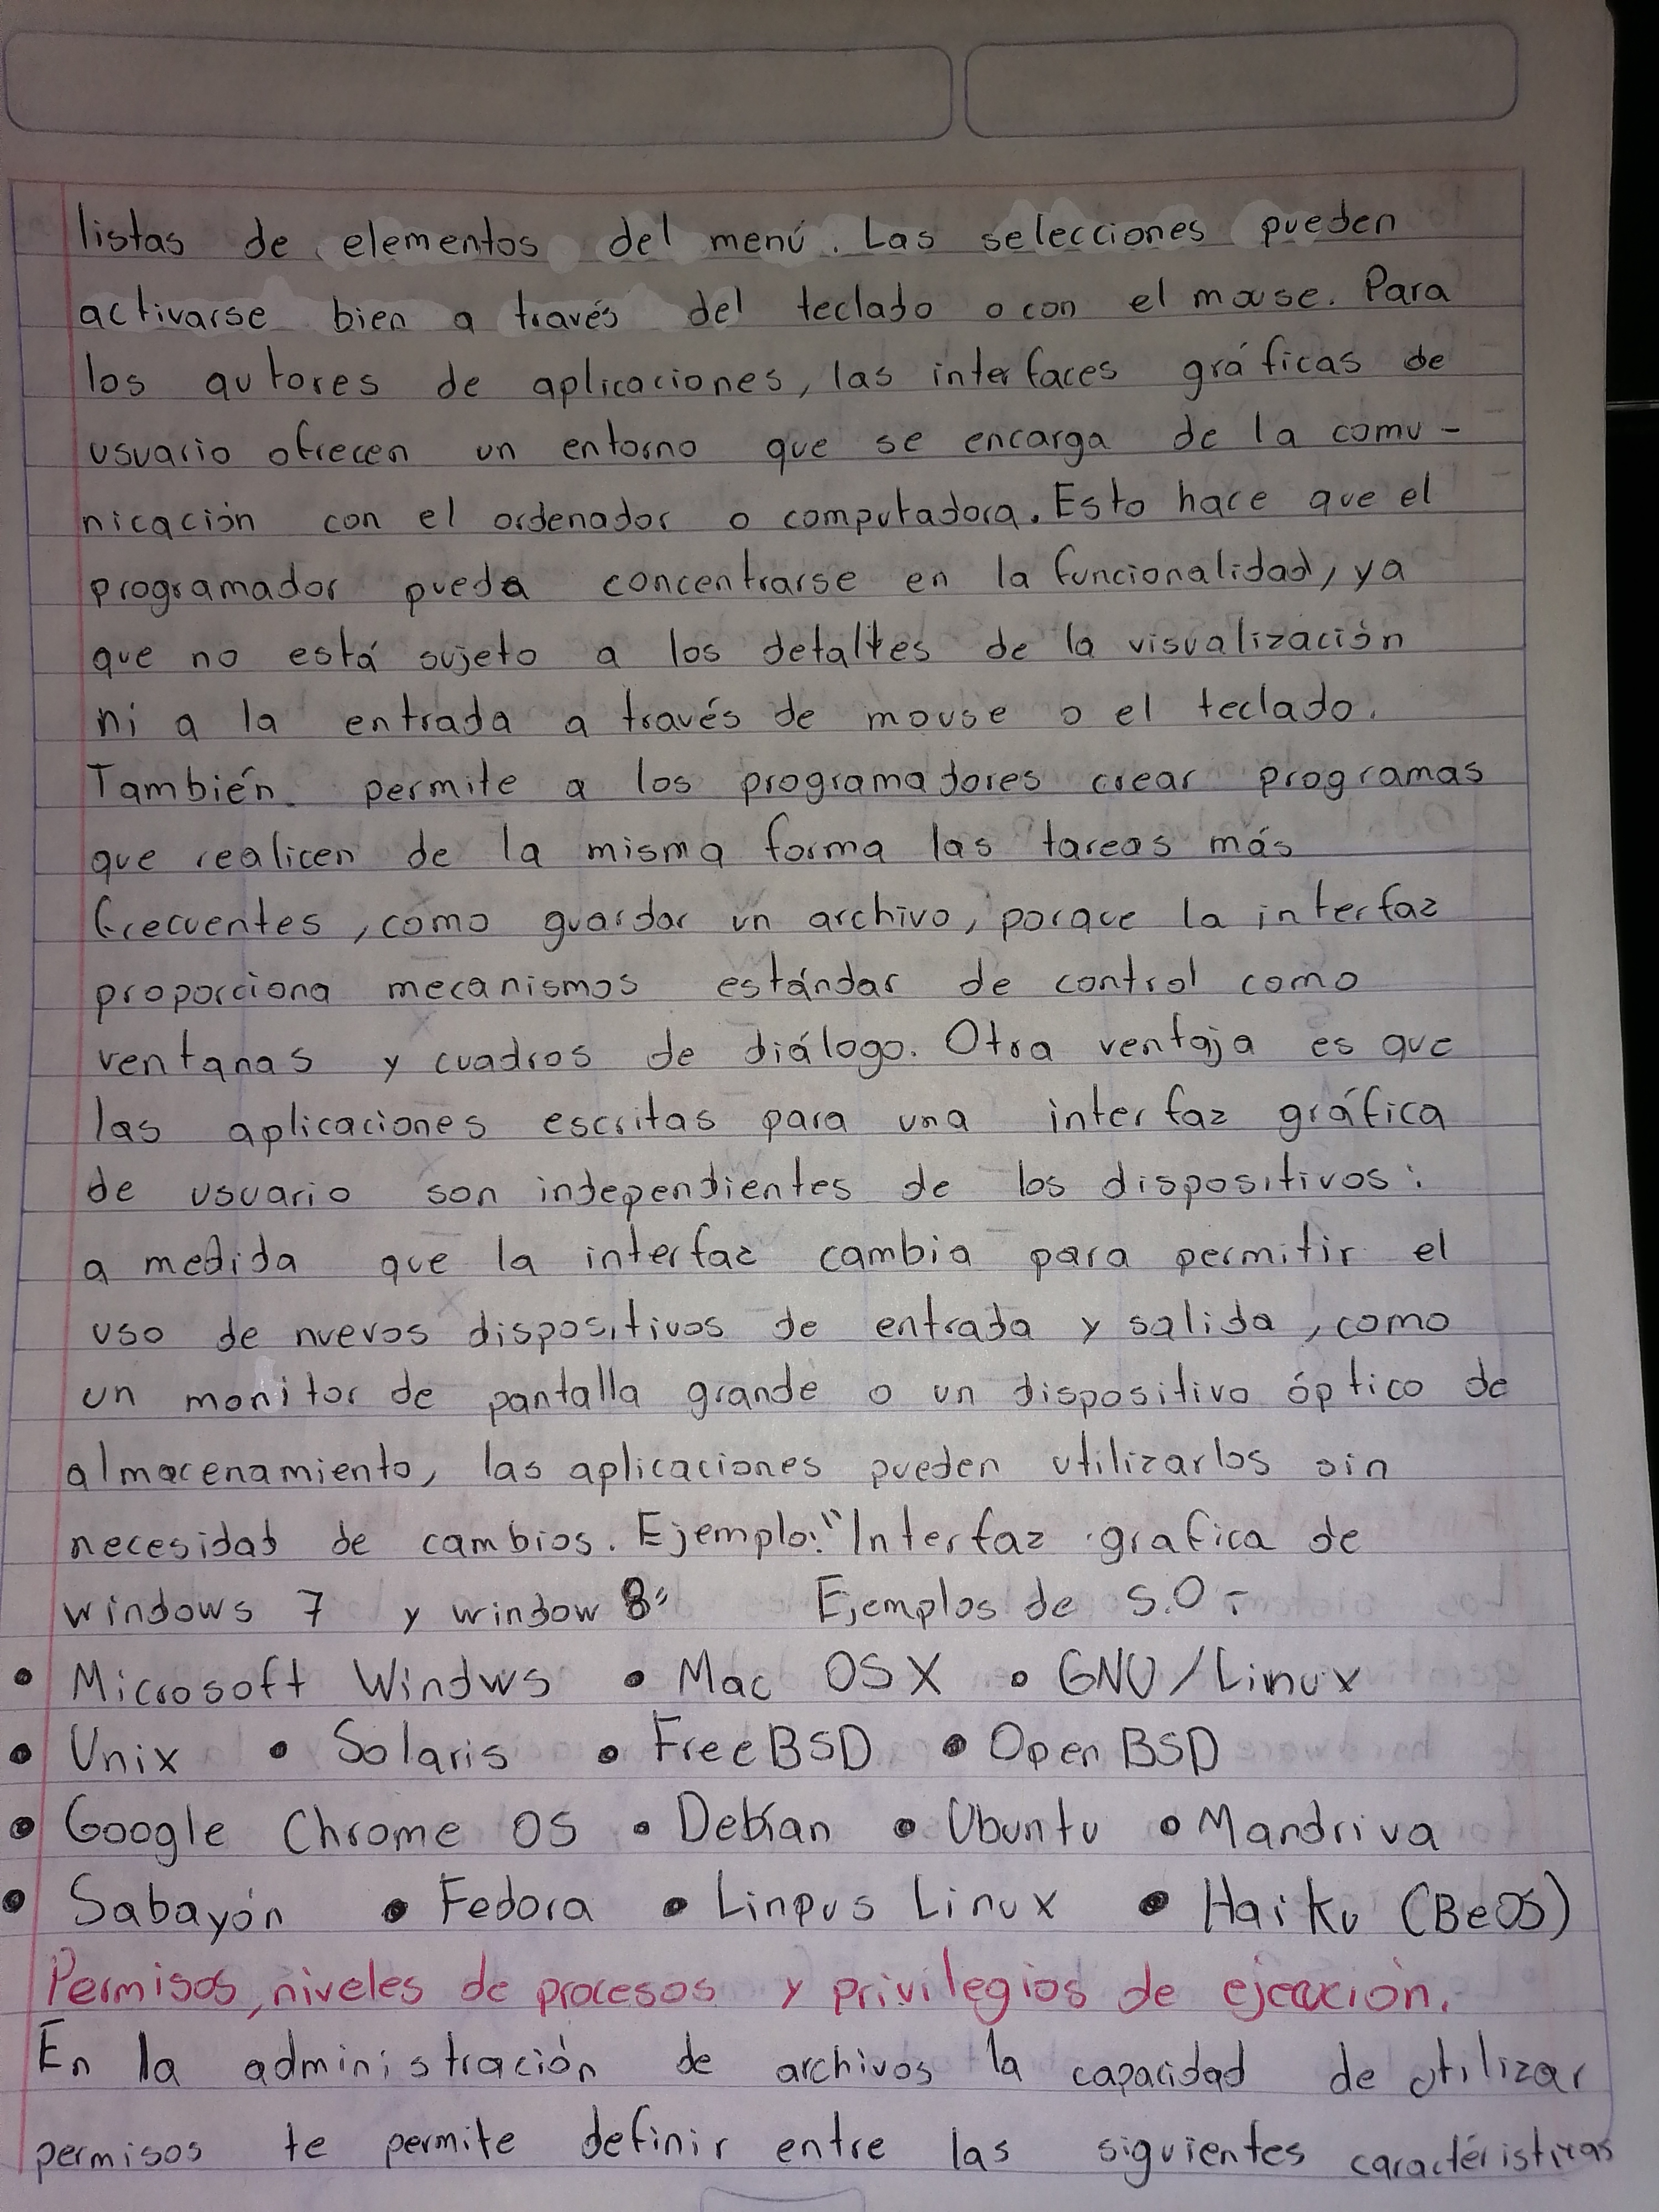 listas de elementos del menú. Las selecciones pueden
activarse bien a través del teclado o con el mouse. Para
los autores de aplicaciones, las interfaces gráficas de
usuario ofrecen un entorno que se encarga de la comu-
nicación con el ordenador o computadora. Esto hace que el
programador pueda concentrarse en la funcionalidad, ya
que no está sujeto a los detalles de la visualización
ni a la entrada a través de mouse o el teclado.
También permite a los programadores crear programas
que realicen de la misma forma las tareas más
frecuentes, como guardar un archivo, porque la interfaz
proporciona mecanismos estándar de control como
ventanas y cuadros de diálogo. Otra ventaja es que
las aplicaciones escritas para una interfaz gráfica
de usuario son independientes de los dispositivos:
a medida que la interfaz cambia para permitir el
uso de nuevos dispositivos de entrada y salida, como
un monitor de pantalla grande o un dispositivo óptico de
almacenamiento, las aplicaciones pueden utilizarlos sin
necesidad de cambios. Ejemplo: "Interfaz grafica de
windows 7 y window 8" Ejemplos de S.O:
• Microsoft Windws • Mac OSX • GNU/Linux
• Unix • Solaris • FreeBSD • Open BSD
• Google Chrome OS • Debian • Ubuntu • Mandriva
• Sabayón • Fedora • Linpus Linux • Haiku (BeOS)
Permisos, niveles de procesos y privilegios de ejecución.
En la administración de archivos la capacidad de utilizar
permisos te permite definir entre las siguientes caractéristicas